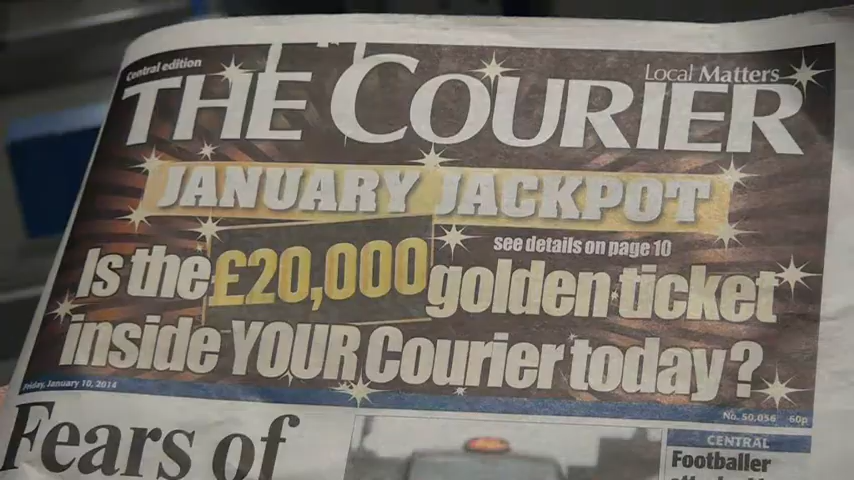 Central edition
Local Matters
THE COURIER
JANUARY JACKPOT
see details on page 10
Is the £20,000 golden ticket
inside YOUR Courier today?
Friday, January 10, 2014
No. 50,056 60p
Fears of
CENTRAL
Footballer